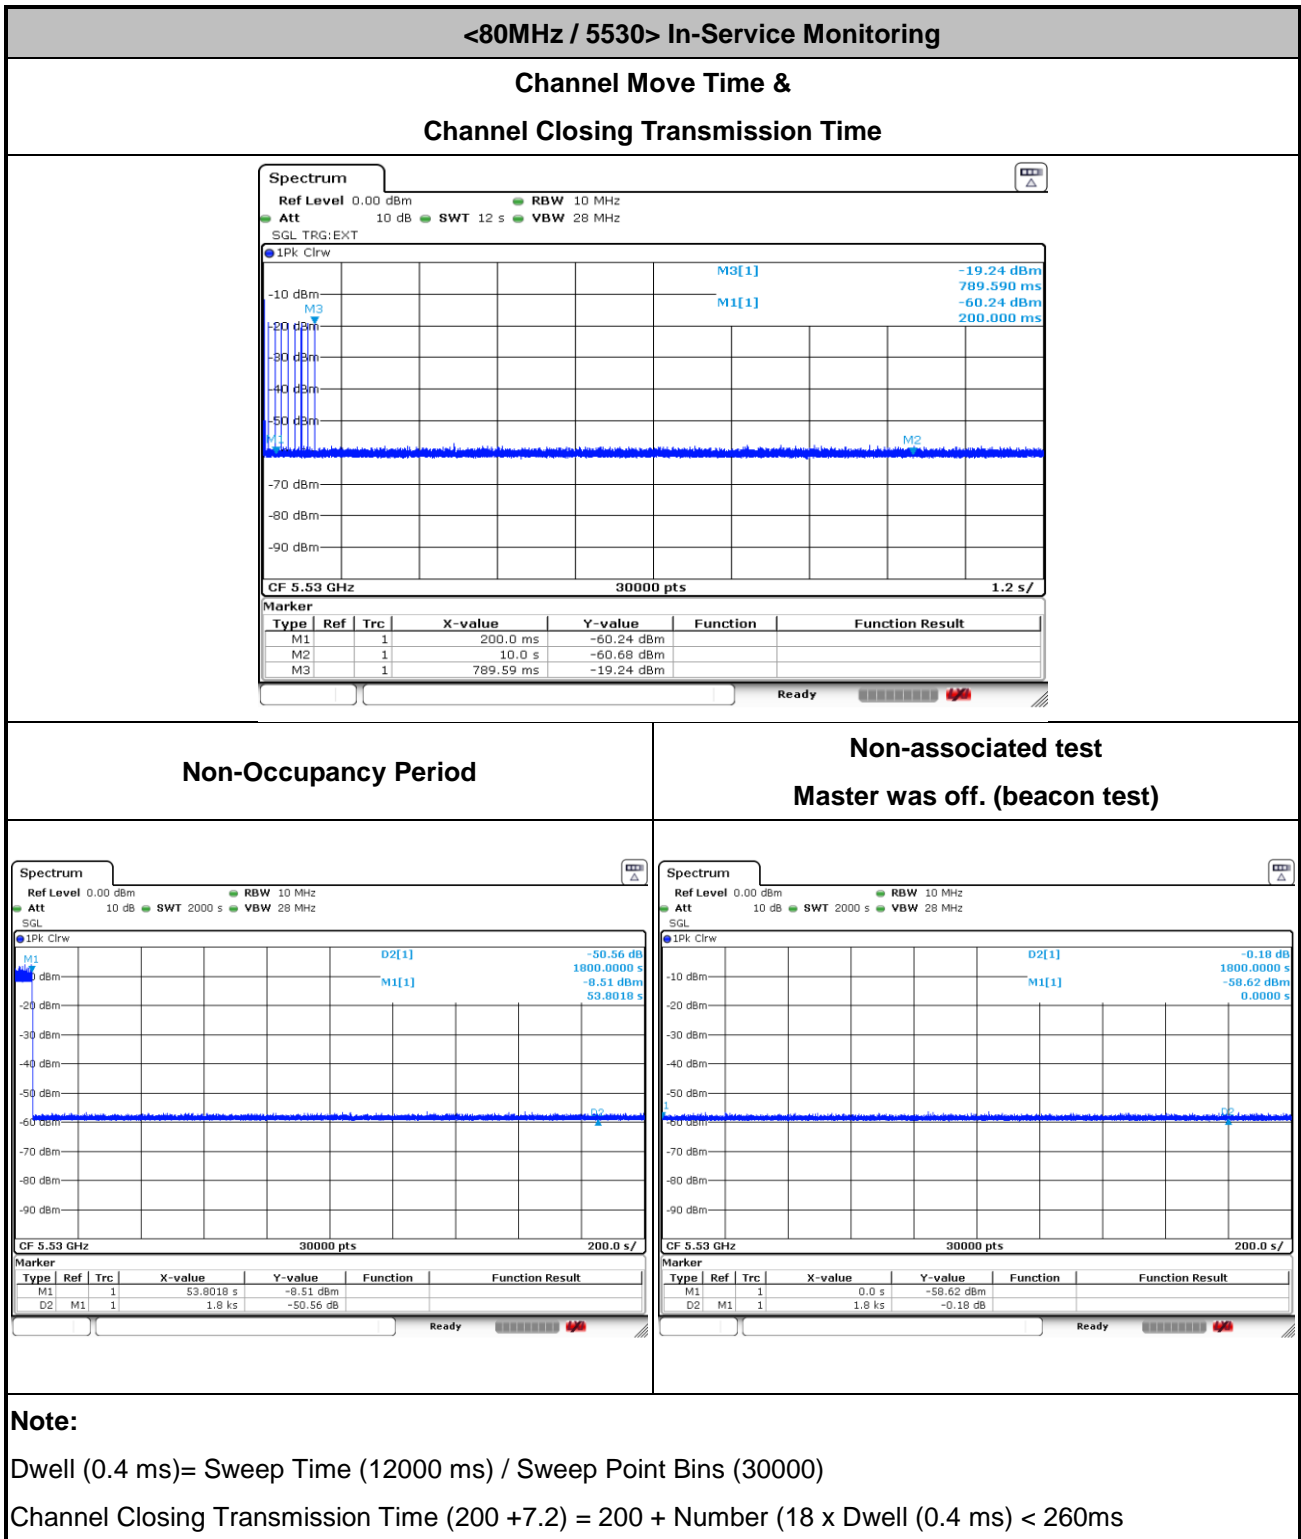 <80MHz / 5530> In-Service Monitoring
Channel Move Time &
Channel Closing Transmission Time
Spectrum
Ref Level 0.00 dBm RBW 10 MHz
Att 10 dB SWT 12 s VBW 28 MHz
SGL TRG:EXT
1Pk Clrw
M3[1] -19.24 dBm
789.590 ms
M1[1] -60.24 dBm
200.000 ms
-10 dBm
M3
-20 dBm
-30 dBm
-40 dBm
-50 dBm
M1 M2
-70 dBm
-80 dBm
-90 dBm
CF 5.53 GHz 30000 pts 1.2 s/
Marker
Type Ref Trc X-value Y-value Function Function Result
M1 1 200.0 ms -60.24 dBm
M2 1 10.0 s -60.68 dBm
M3 1 789.59 ms -19.24 dBm
Ready
Non-Occupancy Period
Non-associated test
Master was off. (beacon test)
Spectrum
Ref Level 0.00 dBm RBW 10 MHz
Att 10 dB SWT 2000 s VBW 28 MHz
SGL
1Pk Clrw
D2[1] -50.56 dB
1800.0000 s
M1[1] -8.51 dBm
53.8018 s
M1
dBm
-20 dBm
-30 dBm
-40 dBm
-50 dBm
D2
-60 dBm
-70 dBm
-80 dBm
-90 dBm
CF 5.53 GHz 30000 pts 200.0 s/
Marker
Type Ref Trc X-value Y-value Function Function Result
M1 1 53.8018 s -8.51 dBm
D2 M1 1 1.8 ks -50.56 dB
Ready
Spectrum
Ref Level 0.00 dBm RBW 10 MHz
Att 10 dB SWT 2000 s VBW 28 MHz
SGL
1Pk Clrw
D2[1] -0.18 dB
1800.0000 s
M1[1] -58.62 dBm
0.0000 s
-10 dBm
-20 dBm
-30 dBm
-40 dBm
-50 dBm
1 D2
-60 dBm
-70 dBm
-80 dBm
-90 dBm
CF 5.53 GHz 30000 pts 200.0 s/
Marker
Type Ref Trc X-value Y-value Function Function Result
M1 1 0.0 s -58.62 dBm
D2 M1 1 1.8 ks -0.18 dB
Ready
Note:
Dwell (0.4 ms)= Sweep Time (12000 ms) / Sweep Point Bins (30000)
Channel Closing Transmission Time (200 +7.2) = 200 + Number (18 x Dwell (0.4 ms) < 260ms